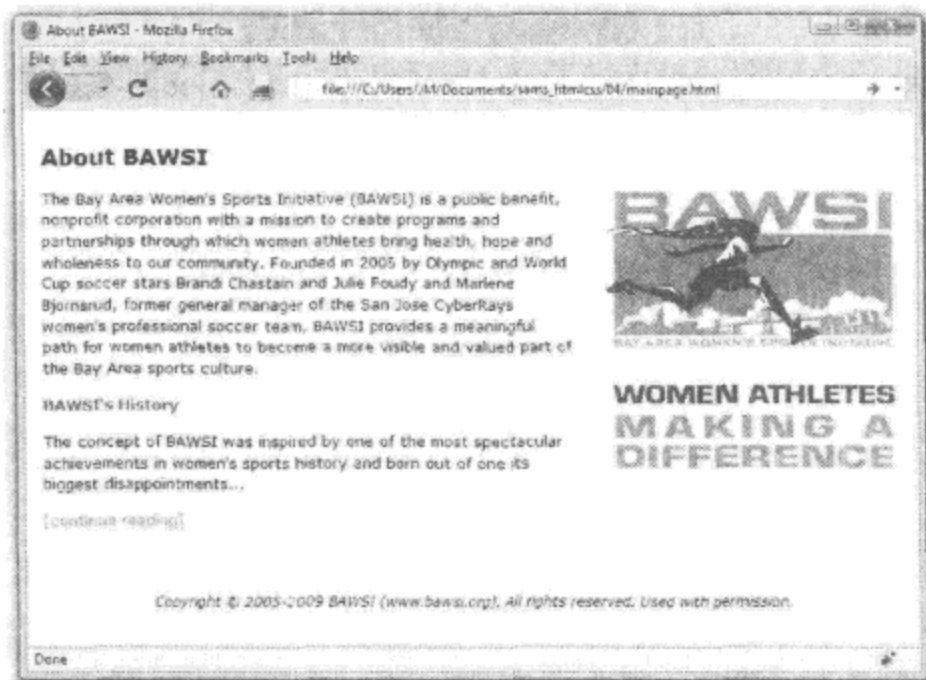 About BAWSI - Mozilla Firefox
File Edit View History Bookmarks Tools Help
file:///C:/Users/JM/Documents/sams_htmlcss/04/mainpage.html
About BAWSI
The Bay Area Women's Sports Initiative (BAWSI) is a public benefit,
nonprofit corporation with a mission to create programs and
partnerships through which women athletes bring health, hope and
wholeness to our community. Founded in 2005 by Olympic and World
Cup soccer stars Brandi Chastain and Julie Foudy and Marlene
Bjornsrud, former general manager of the San Jose CyberRays
women's professional soccer team, BAWSI provides a meaningful
path for women athletes to become a more visible and valued part of
the Bay Area sports culture.
BAWSI's History
The concept of BAWSI was inspired by one of the most spectacular
achievements in women's sports history and born out of one its
biggest disappointments...
[continue reading]
BAWSI
BAY AREA WOMEN'S SPORTS INITIATIVE
WOMEN ATHLETES
MAKING A
DIFFERENCE
Copyright © 2005-2009 BAWSI (www.bawsi.org). All rights reserved. Used with permission.
Done